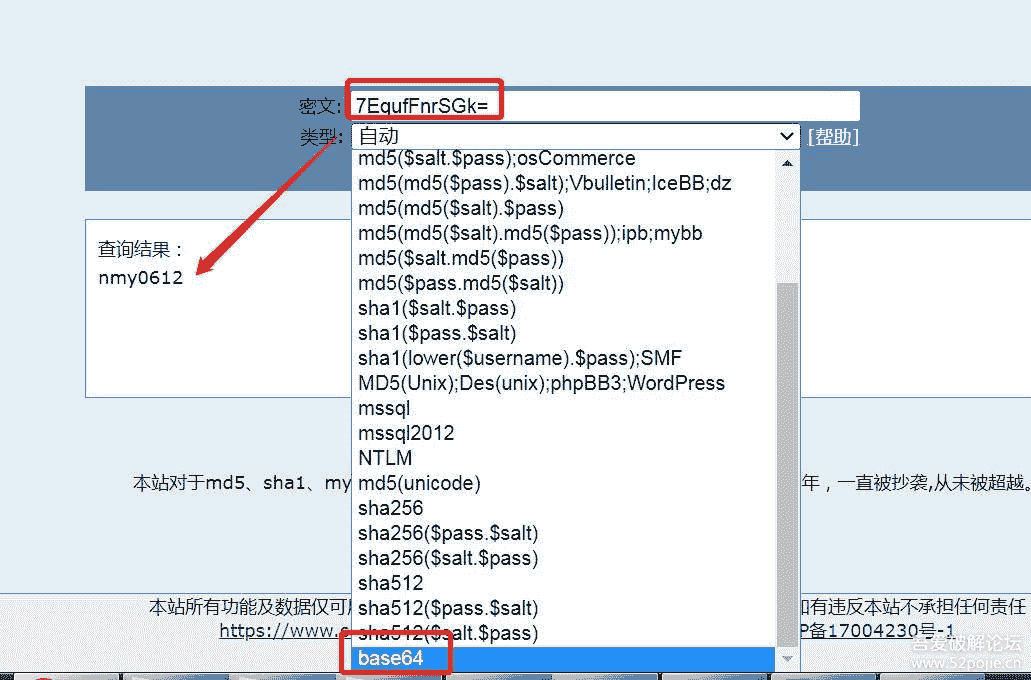 密文: 7EqufFnrSGk=
类型: 自动 [帮助]
md5($salt.$pass);osCommerce
md5(md5($pass).$salt);Vbulletin;IceBB;dz
md5(md5($salt).$pass)
md5(md5($salt).md5($pass));ipb;mybb
md5($salt.md5($pass))
md5($pass.md5($salt))
sha1($salt.$pass)
sha1($pass.$salt)
sha1(lower($username).$pass);SMF
MD5(Unix);Des(unix);phpBB3;WordPress
mssql
mssql2012
NTLM
md5(unicode)
sha256
sha256($pass.$salt)
sha256($salt.$pass)
sha512
sha512($pass.$salt)
sha512($salt.$pass)
base64
查询结果：
nmy0612
本站对于md5、sha1、my 年，一直被抄袭,从未被超越。
本站所有功能及数据仅可 如有违反本站不承担任何责任
https://www. P备17004230号-1
吾爱破解论坛
www.52pojie.cn